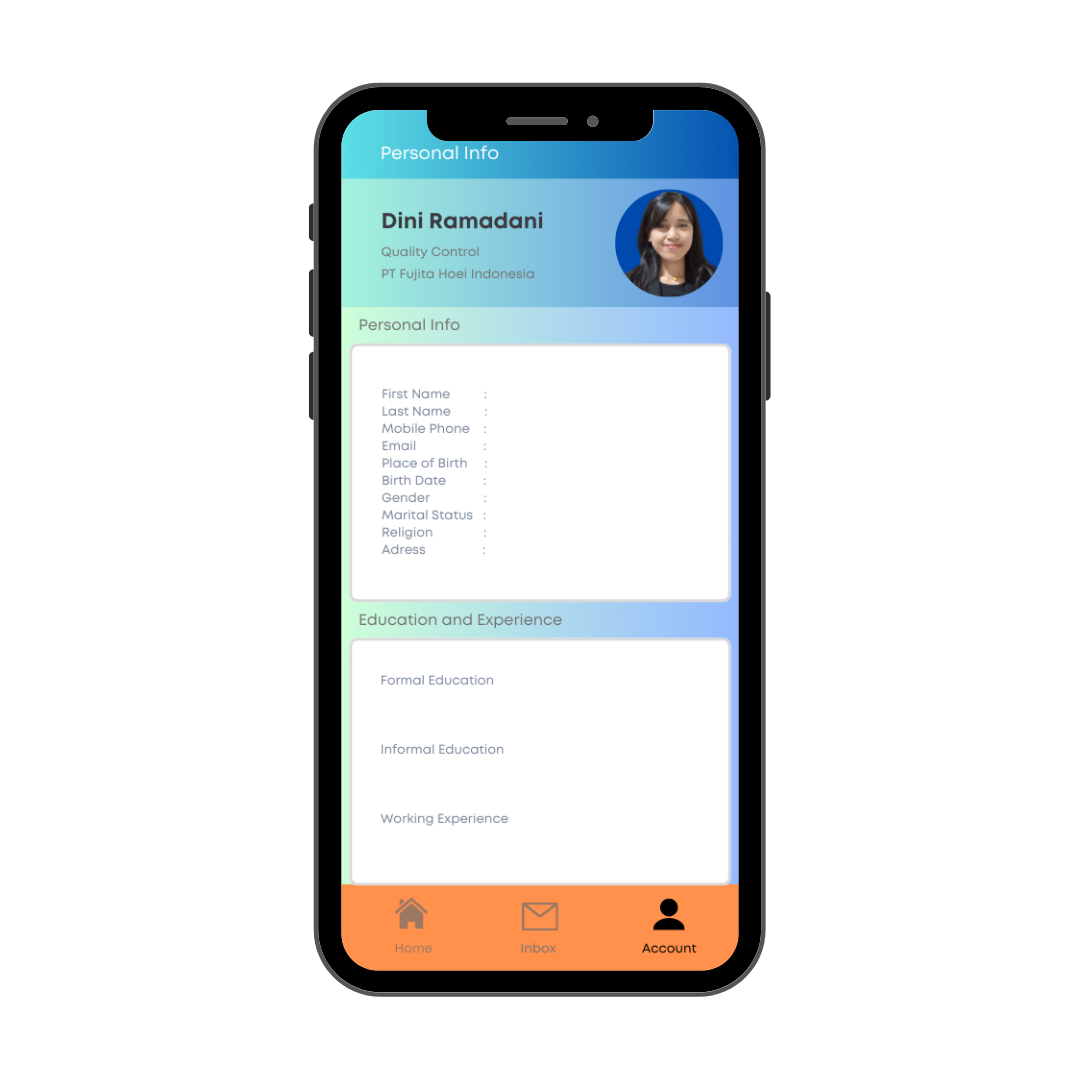 Personal Info
Dini Ramadani
Quality Control
PT Fujita Hoei Indonesia
Personal Info
First Name :
Last Name :
Mobile Phone :
Email :
Place of Birth :
Birth Date :
Gender :
Marital Status :
Religion :
Adress :
Education and Experience
Formal Education
Informal Education
Working Experience
Home Inbox Account